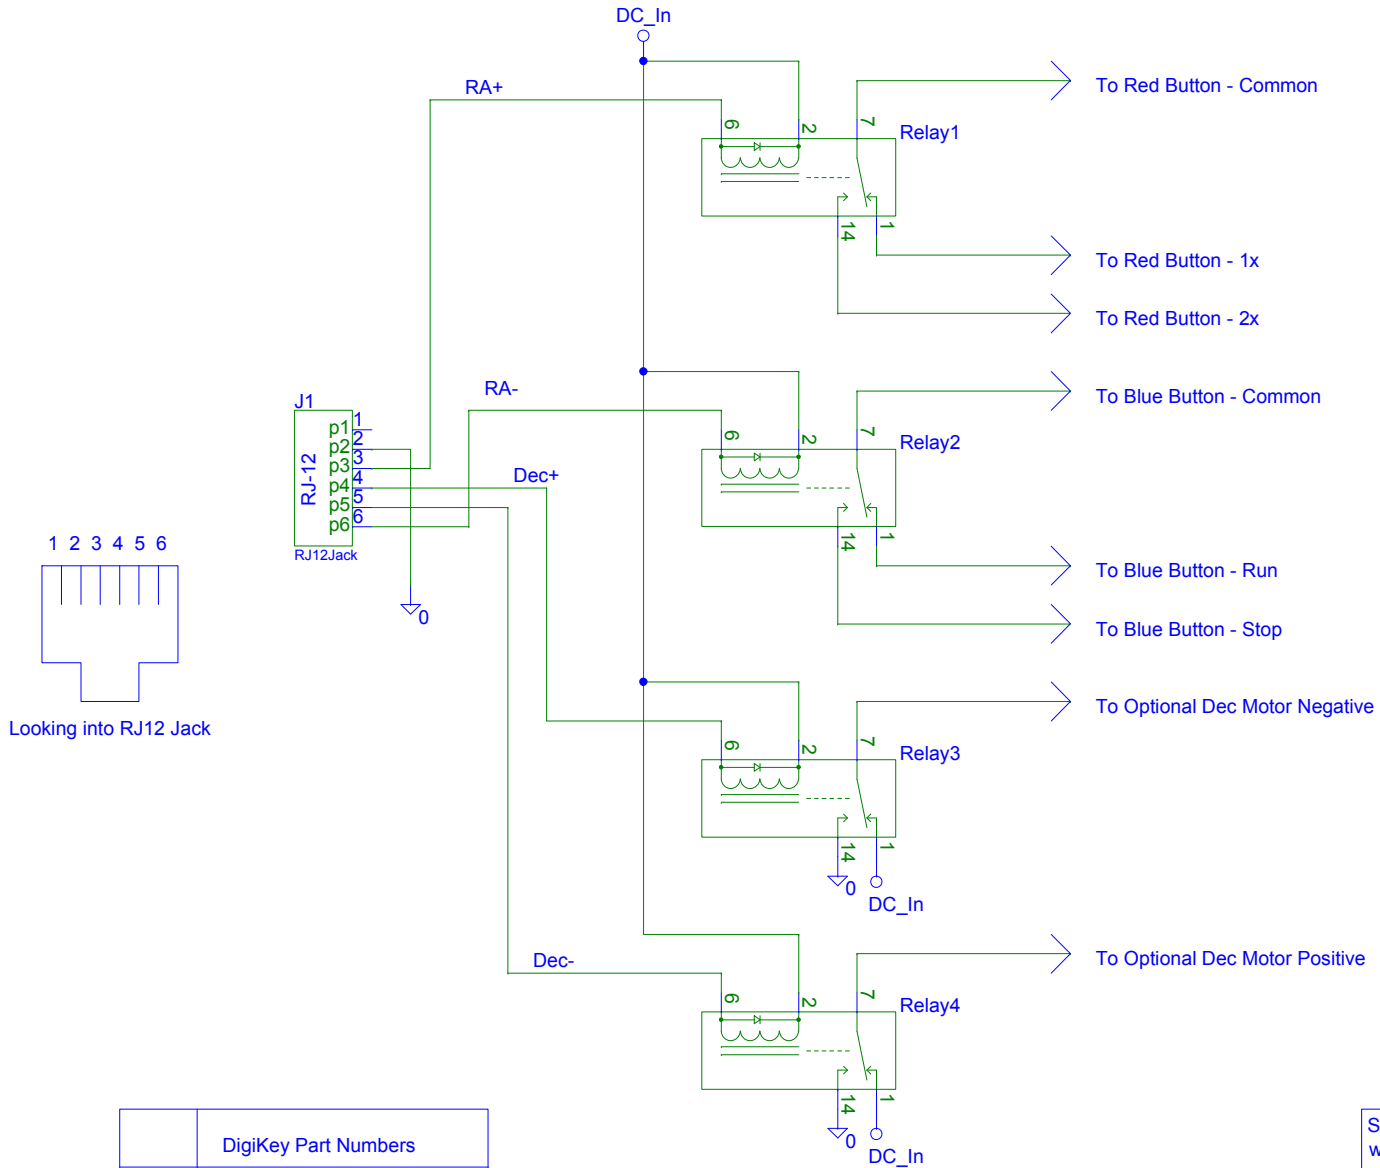 DC_In
RA+
6
2
7
Relay1
To Red Button - Common
14
1
To Red Button - 1x
To Red Button - 2x
RA-
6
2
7
Relay2
To Blue Button - Common
14
1
To Blue Button - Run
To Blue Button - Stop
J1
RJ-12
p1 1
p2 2
p3 3
p4 4
p5 5
p6 6
RJ12Jack
0
Dec+
1 2 3 4 5 6
Looking into RJ12 Jack
6
2
7
Relay3
To Optional Dec Motor Negative
14
1
0
DC_In
Dec-
6
2
7
Relay4
To Optional Dec Motor Positive
14
1
0
DC_In
DigiKey Part Numbers
S
w